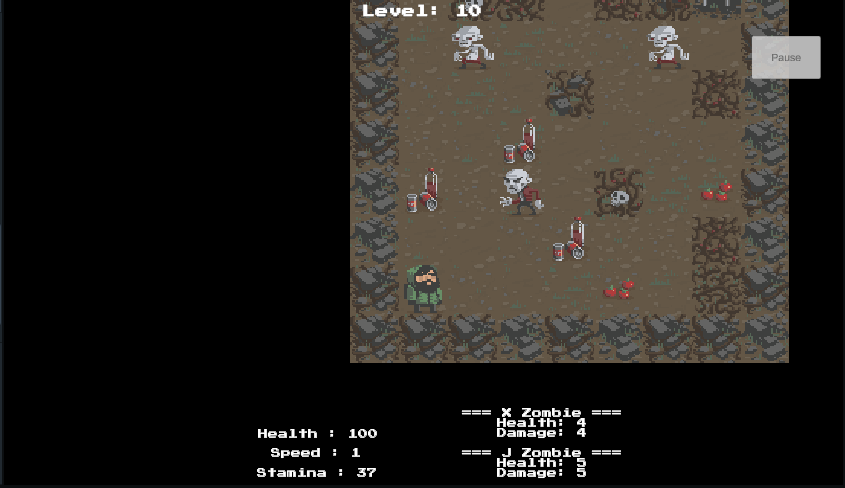 Level: 10
Pause
Health : 100
Speed : 1
Stamina : 37
=== X Zombie ===
Health: 4
Damage: 4
=== J Zombie ===
Health: 5
Damage: 5